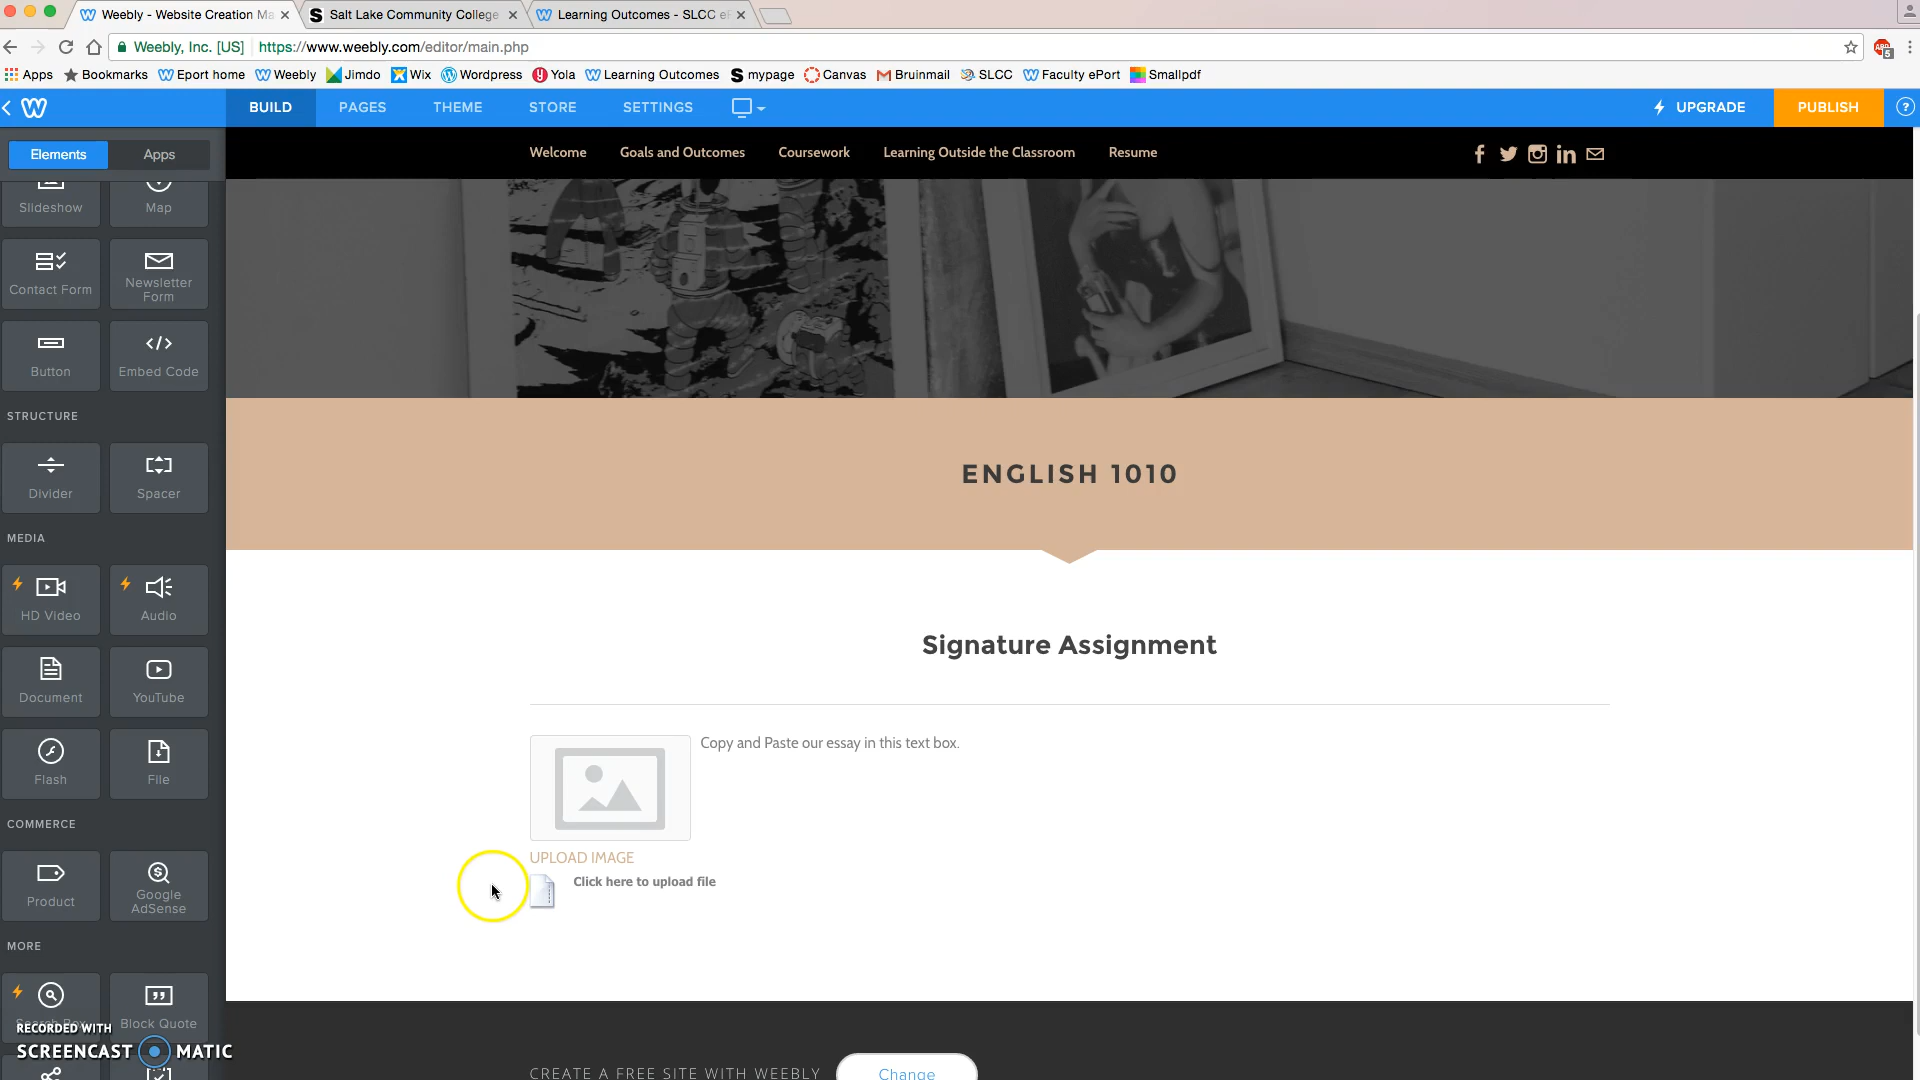 Weebly - Website Creation Ma
Salt Lake Community College
Learning Outcomes - SLCC e
Weebly, Inc. [US]
https://www.weebly.com/editor/main.php
Apps
Bookmarks
Eport home
Weebly
Jimdo
Wix
Wordpress
Yola
Learning Outcomes
mypage
Canvas
Bruinmail
SLCC
Faculty ePort
Smallpdf
BUILD
PAGES
THEME
STORE
SETTINGS
UPGRADE
PUBLISH
?
Elements
Apps
Welcome
Goals and Outcomes
Coursework
Learning Outside the Classroom
Resume
Slideshow
Map
Contact Form
Newsletter
Form
Button
Embed Code
STRUCTURE
Divider
Spacer
MEDIA
HD Video
Audio
Document
YouTube
Flash
File
COMMERCE
Product
Google
AdSense
MORE
Block Quote
ENGLISH 1010
Signature Assignment
Copy and Paste our essay in this text box.
UPLOAD IMAGE
Click here to upload file
CREATE A FREE SITE WITH WEEBLY
Change
RECORDED WITH
SCREENCAST MATIC